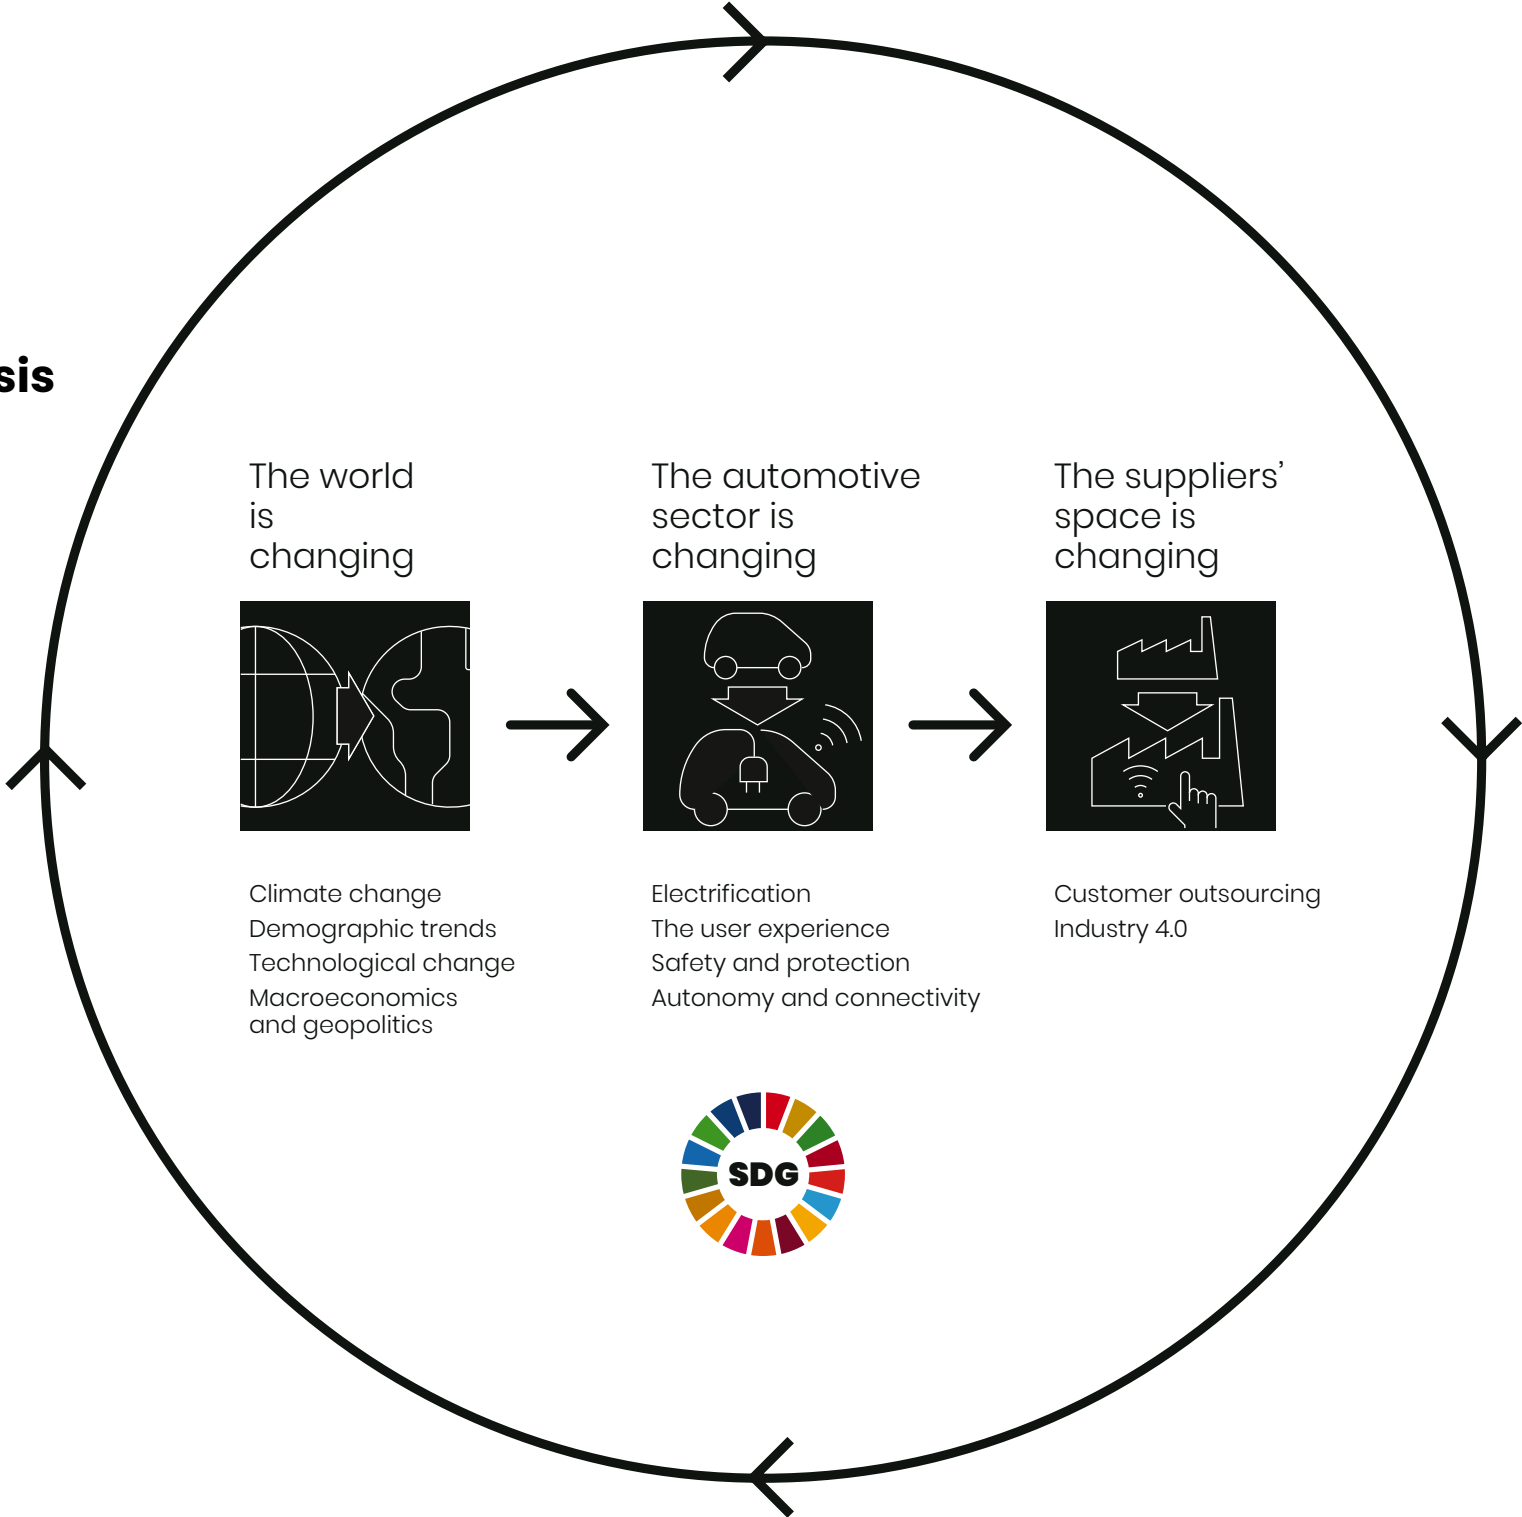 sis
The world
is
changing
The automotive
sector is
changing
The suppliers’
space is
changing
Climate change
Demographic trends
Technological change
Macroeconomics
and geopolitics
Electrification
The user experience
Safety and protection
Autonomy and connectivity
Customer outsourcing
Industry 4.0
SDG